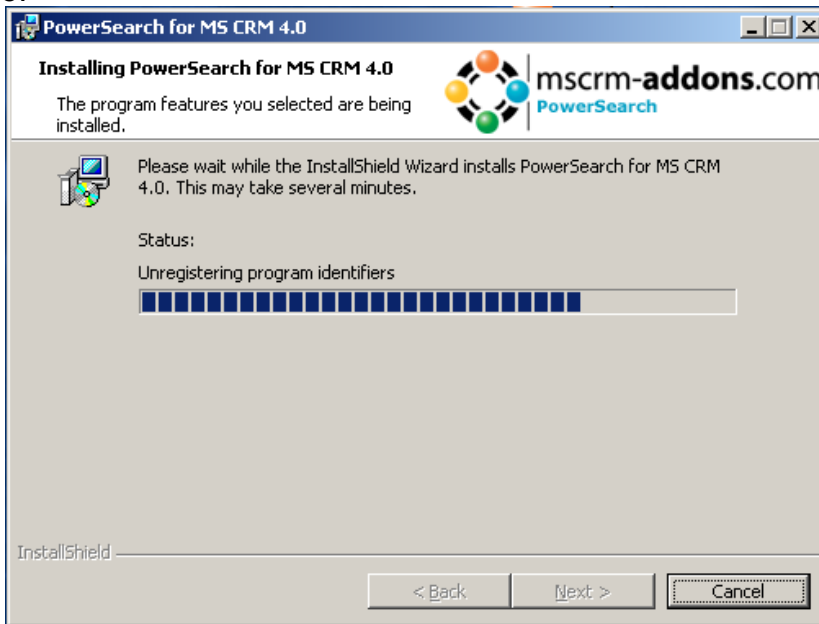 PowerSearch for MS CRM 4.0
Installing PowerSearch for MS CRM 4.0
The program features you selected are being
installed.
mscrm-addons.com
PowerSearch
Please wait while the InstallShield Wizard installs PowerSearch for MS CRM
4.0. This may take several minutes.
Status:
Unregistering program identifiers
InstallShield
< Back Next > Cancel